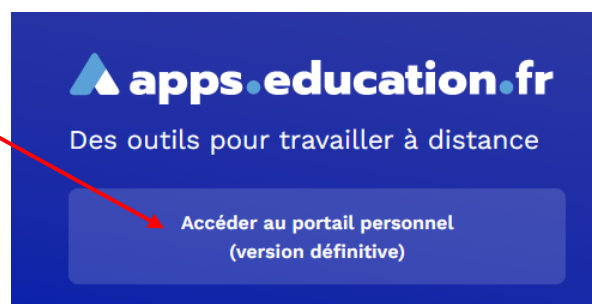 apps.education.fr
Des outils pour travailler à distance
Accéder au portail personnel
(version définitive)